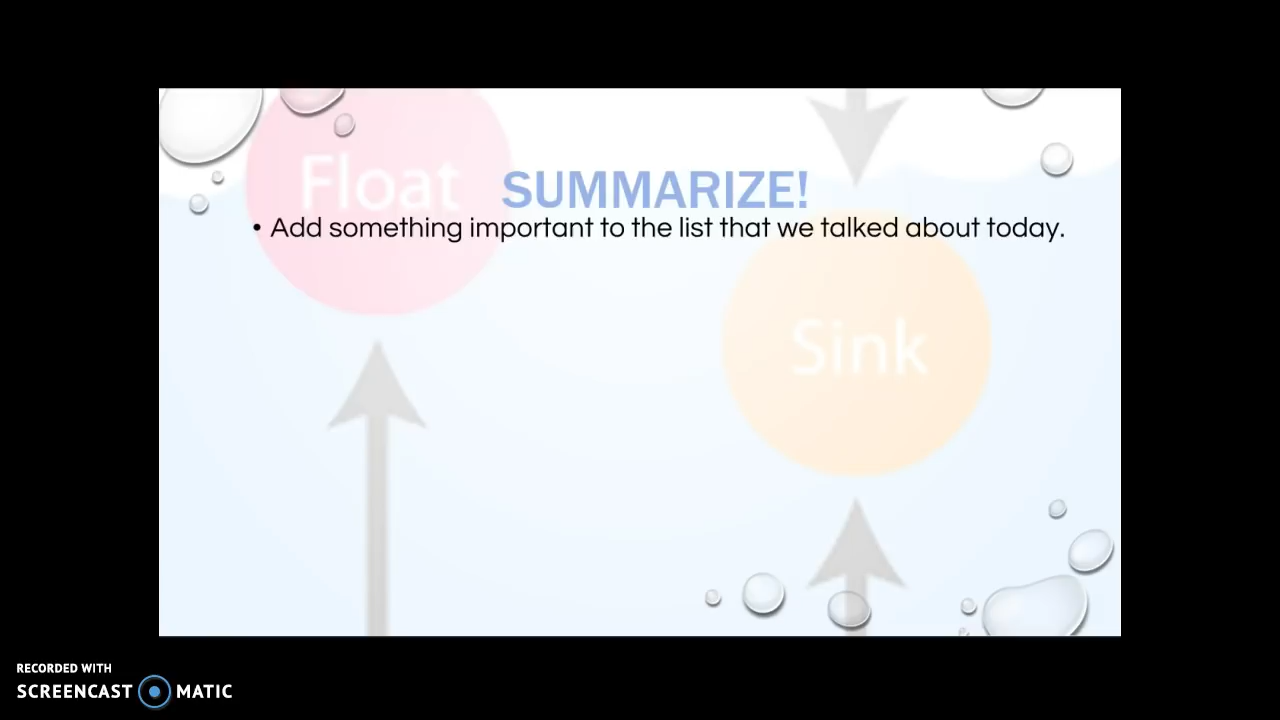 Float
SUMMARIZE!
• Add something important to the list that we talked about today.
Sink
RECORDED WITH
SCREENCAST MATIC